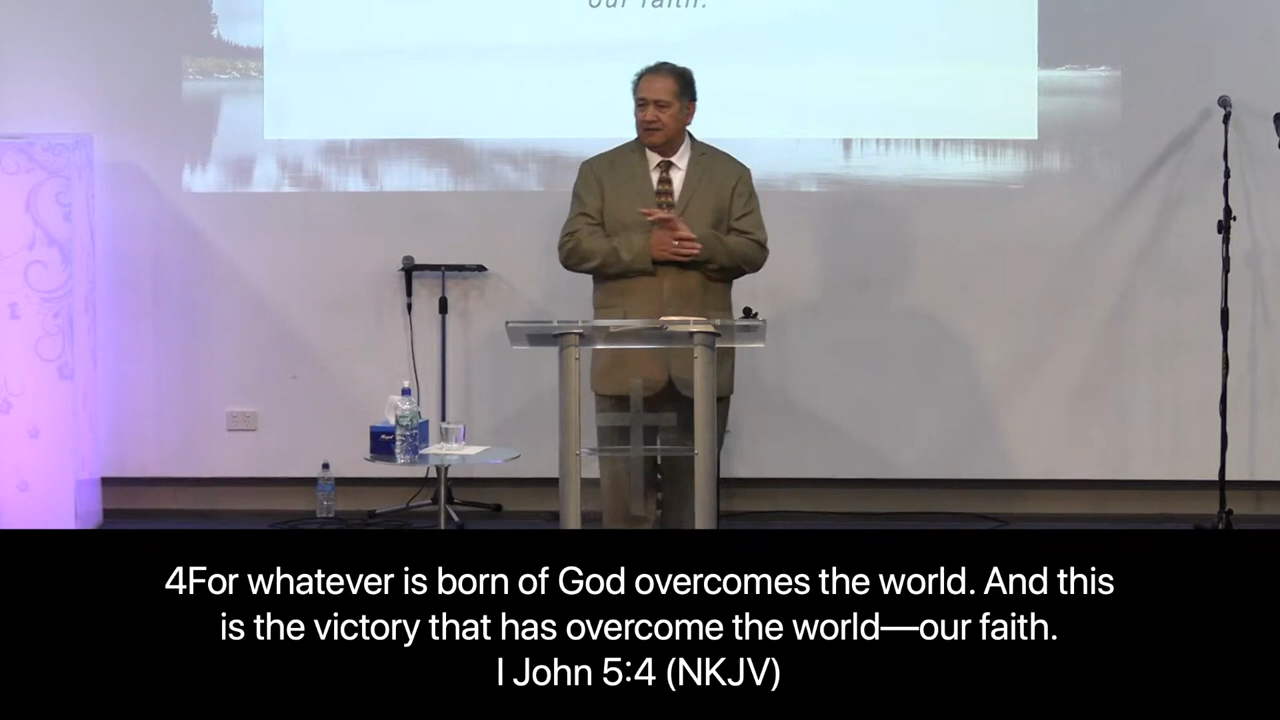 our faith.
4For whatever is born of God overcomes the world. And this
is the victory that has overcome the world—our faith.
I John 5:4 (NKJV)